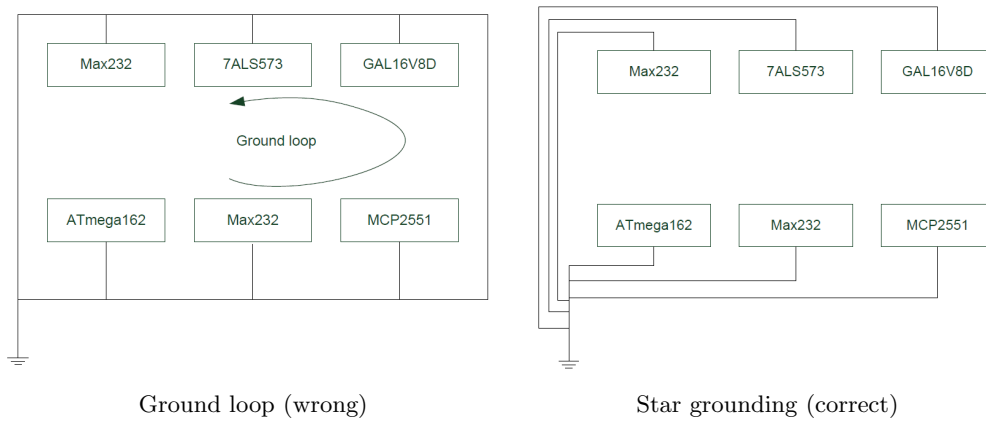 Max232
7ALS573
GAL16V8D
Ground loop
ATmega162
Max232
MCP2551
Ground loop (wrong)
Max232
7ALS573
GAL16V8D
ATmega162
Max232
MCP2551
Star grounding (correct)